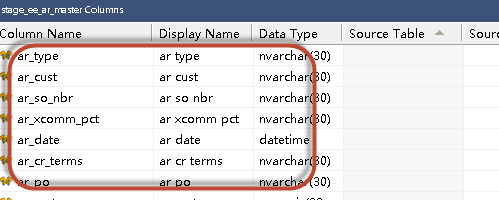 stage_ee_ar_master Columns
Column Name Display Name Data Type Source Table Sourc
ar_type ar type nvarchar(30)
ar_cust ar cust nvarchar(30)
ar_so_nbr ar so nbr nvarchar(30)
ar_xcomm_pct ar xcomm pct nvarchar(30)
ar_date ar date datetime
ar_cr_terms ar cr terms nvarchar(30)
ar_po ar po nvarchar(30)